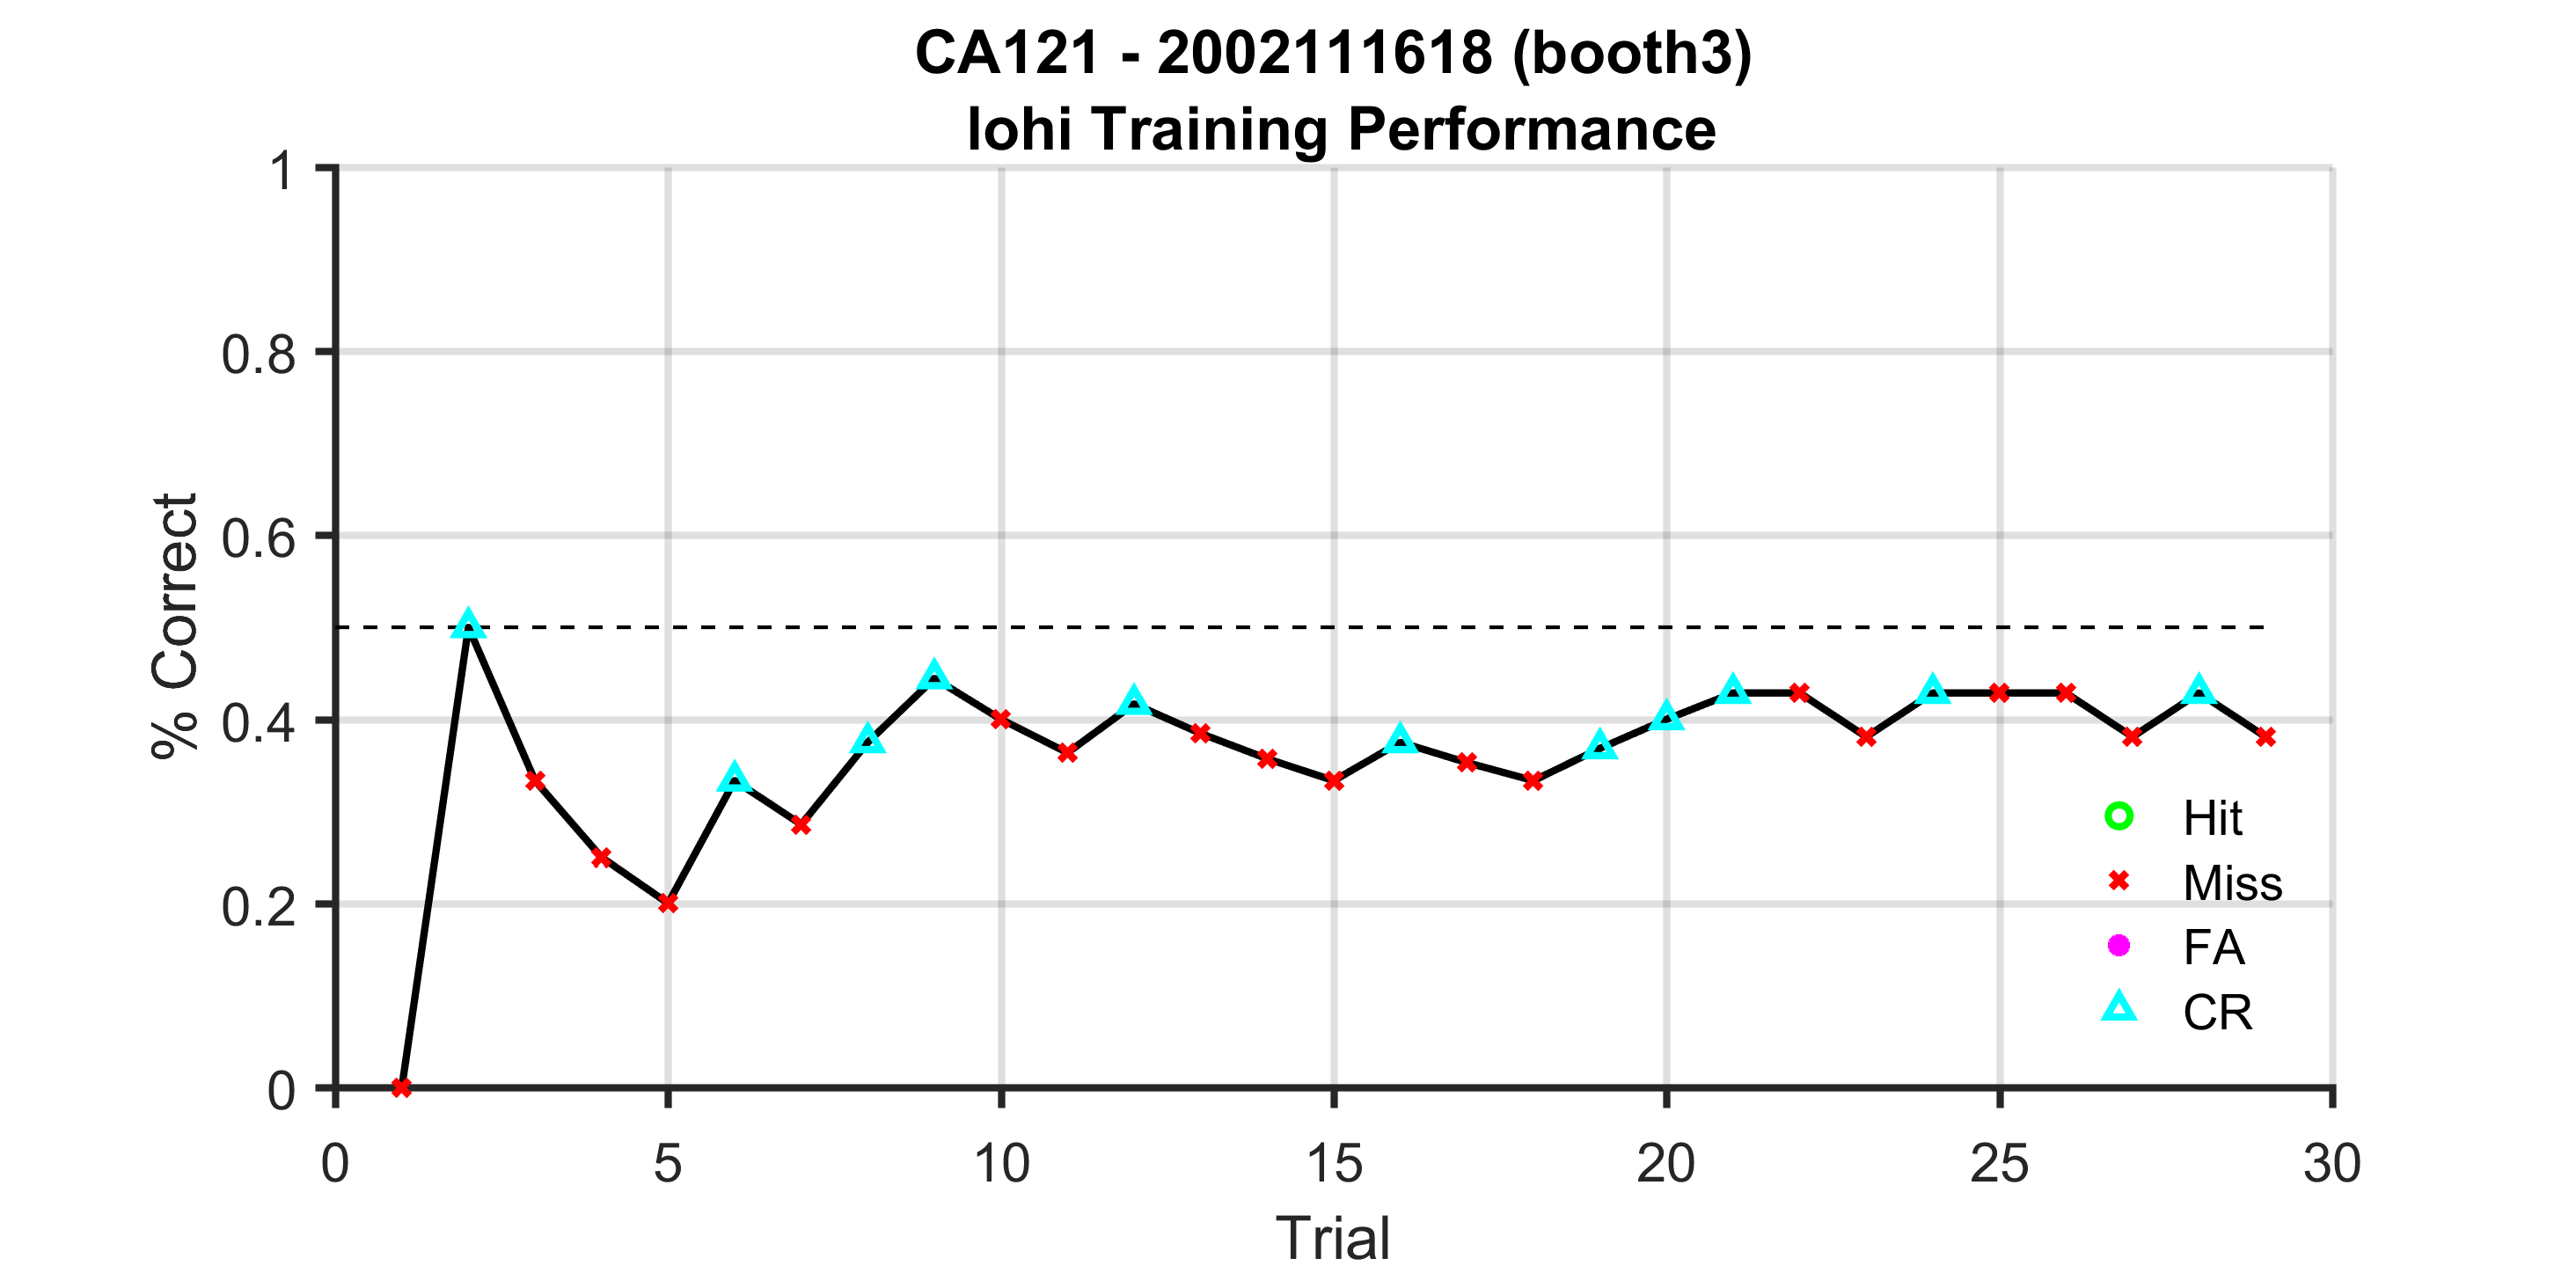 CA121 - 2002111618 (booth3)
lohi Training Performance
% Correct
1
0.8
0.6
0.4
0.2
0
0 5 10 15 20 25 30
Trial
Hit
Miss
FA
CR